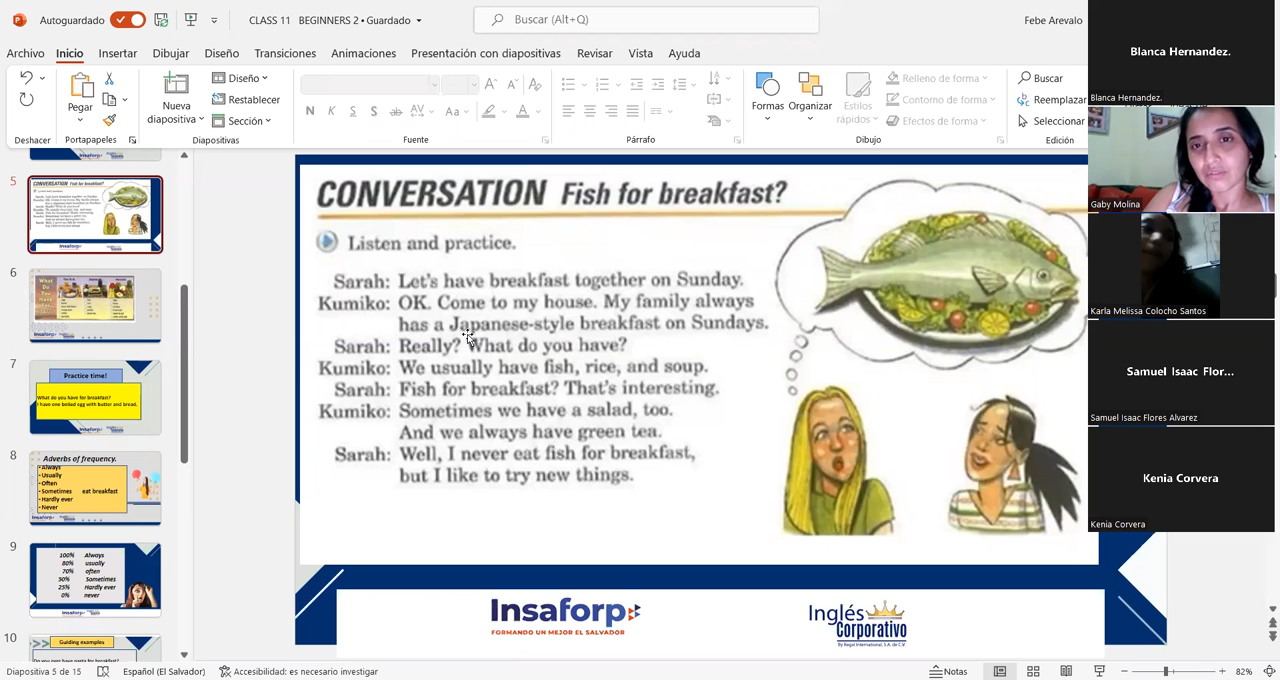 Autoguardado
CLASS 11 BEGINNERS 2 • Guardado
Buscar (Alt+Q)
Febe Arevalo
Archivo Inicio Insertar Dibujar Diseño Transiciones Animaciones Presentación con diapositivas Revisar Vista Ayuda
Deshacer
Pegar
Portapapeles
Nueva
diapositiva
Diseño
Restablecer
Sección
Diapositivas
N K S S ab AV Aa A
Fuente
Párrafo
Formas
Organizar
Estilos
rápidos
Relleno de forma
Contorno de forma
Efectos de forma
Dibujo
Buscar
Reemplazar
Seleccionar
Edición
5
6
What
Do
You
Have
7
Practice time!
What do you have for breakfast?
I have one boiled egg with butter and bread.
8
Adverbs of frequency.
• Always
• Usually
• Often
• Sometimes eat breakfast
• Hardly ever
• Never
9
100% Always
80% usually
70% often
50% Sometimes
25% Hardly ever
0% never
10
Guiding examples
CONVERSATION Fish for breakfast?
Listen and practice.
Sarah: Let's have breakfast together on Sunday.
Kumiko: OK. Come to my house. My family always
has a Japanese-style breakfast on Sundays.
Sarah: Really? What do you have?
Kumiko: We usually have fish, rice, and soup.
Sarah: Fish for breakfast? That's interesting.
Kumiko: Sometimes we have a salad, too.
And we always have green tea.
Sarah: Well, I never eat fish for breakfast,
but I like to try new things.
Insaforp
FORMANDO UN MEJOR EL SALVADOR
Inglés
Corporativo
By Regal International, S.A. de C.V.
Blanca Hernandez.
Blanca Hernandez.
Gaby Molina
Karla Melissa Colocho Santos
Samuel Isaac Flor...
Samuel Isaac Flores Alvarez
Kenia Corvera
Kenia Corvera
Diapositiva 5 de 15
Español (El Salvador)
Accesibilidad: es necesario investigar
Notas
82%